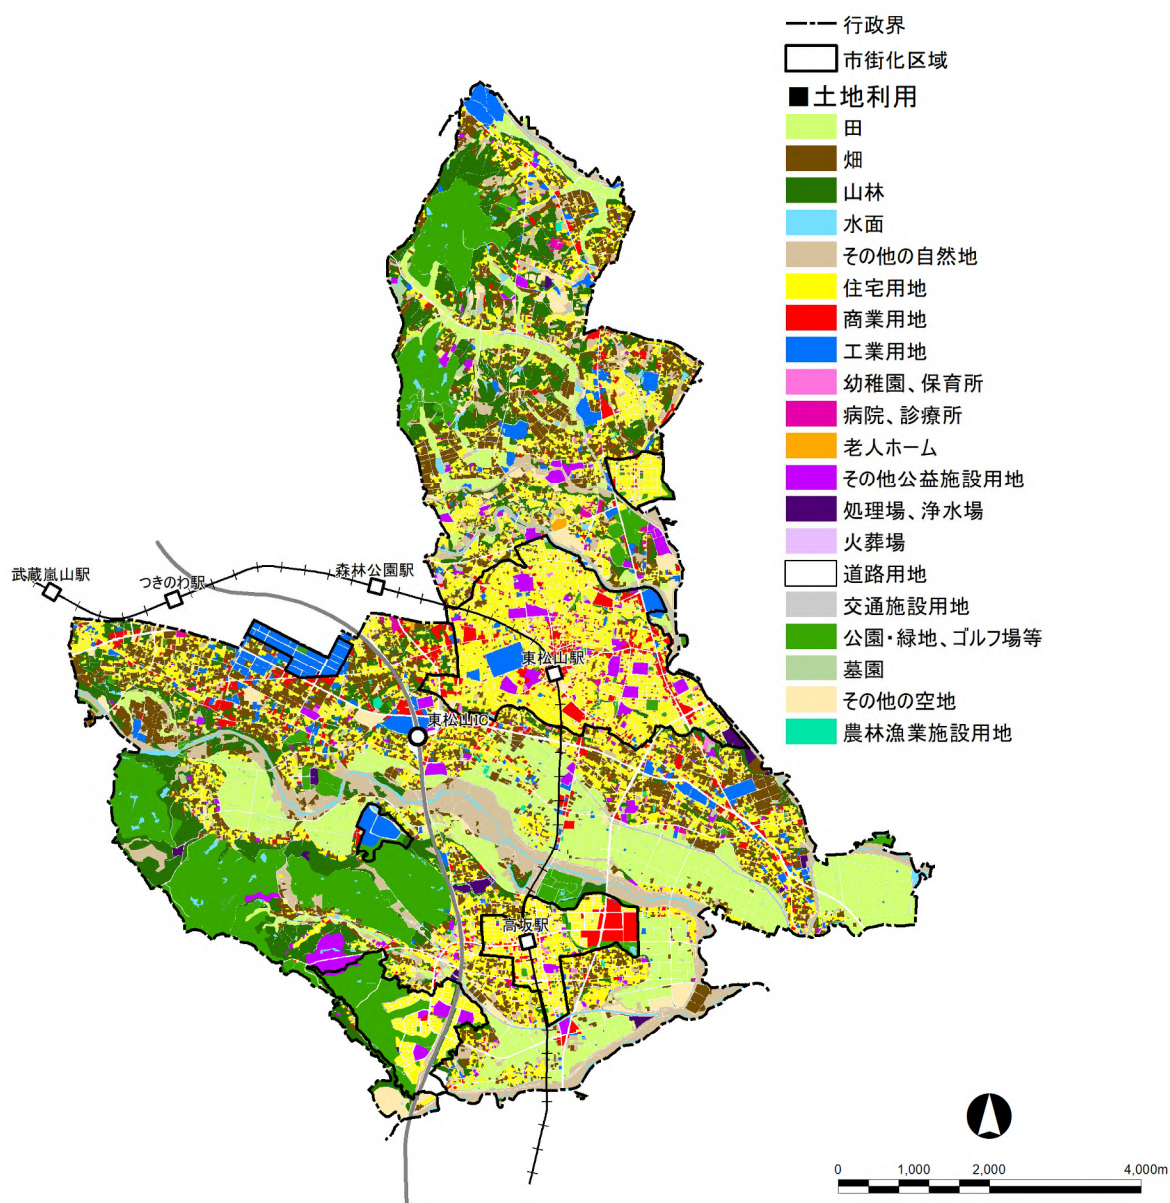 行政界
市街化区域
■土地利用
田
畑
山林
水面
その他の自然地
住宅用地
商業用地
工業用地
幼稚園、保育所
病院、診療所
老人ホーム
その他公益施設用地
処理場、浄水場
火葬場
道路用地
交通施設用地
公園・緑地、ゴルフ場等
墓園
その他の空地
農林漁業施設用地
武蔵嵐山駅
つきのわ駅
森林公園駅
東松山駅
東松山IC
高坂駅
0 1,000 2,000 4,000m